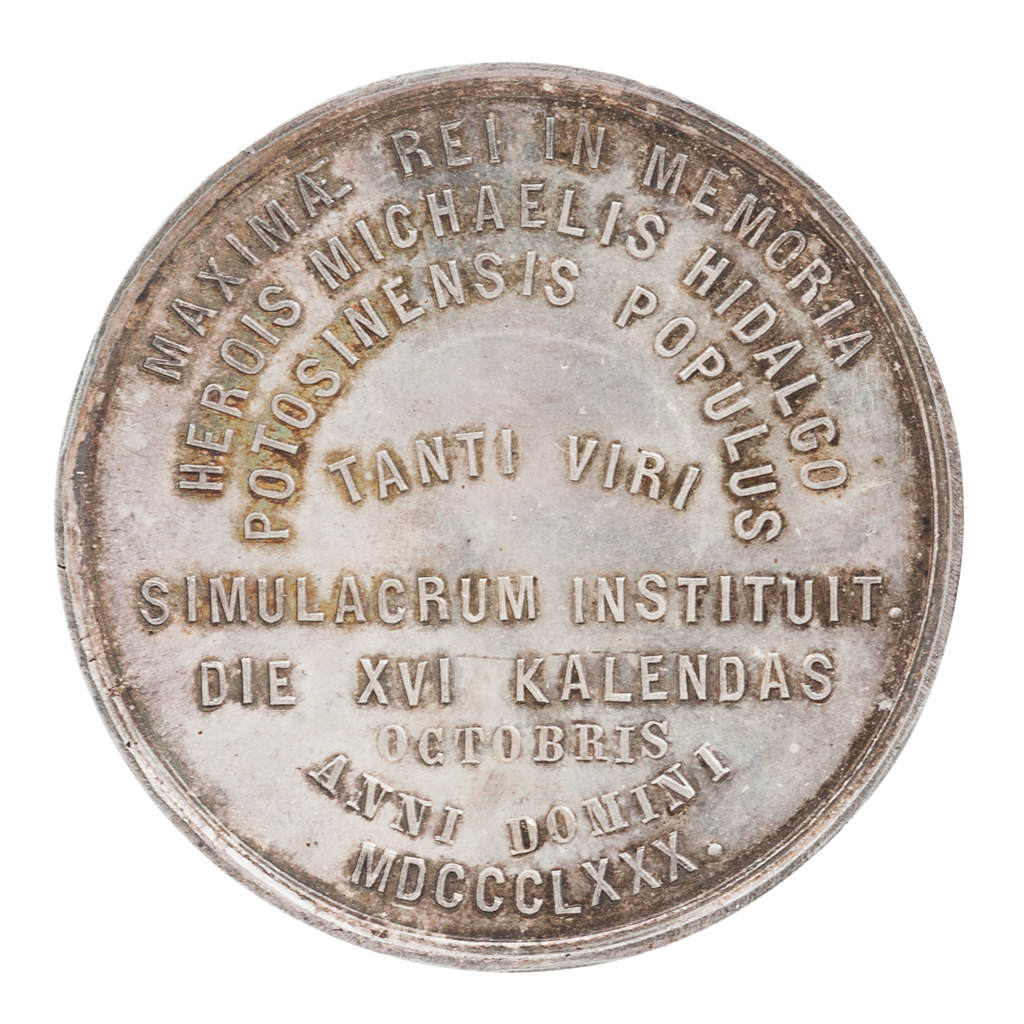 MAXIMÆ REI IN MEMORIA
HEROIS MICHAELIS HIDALGO
POTOSINENSIS POPULUS
TANTI VIRI
SIMULACRUM INSTITUIT.
DIE XVI KALENDAS
OCTOBRIS
ANNI DOMINI
MDCCCLXXX.